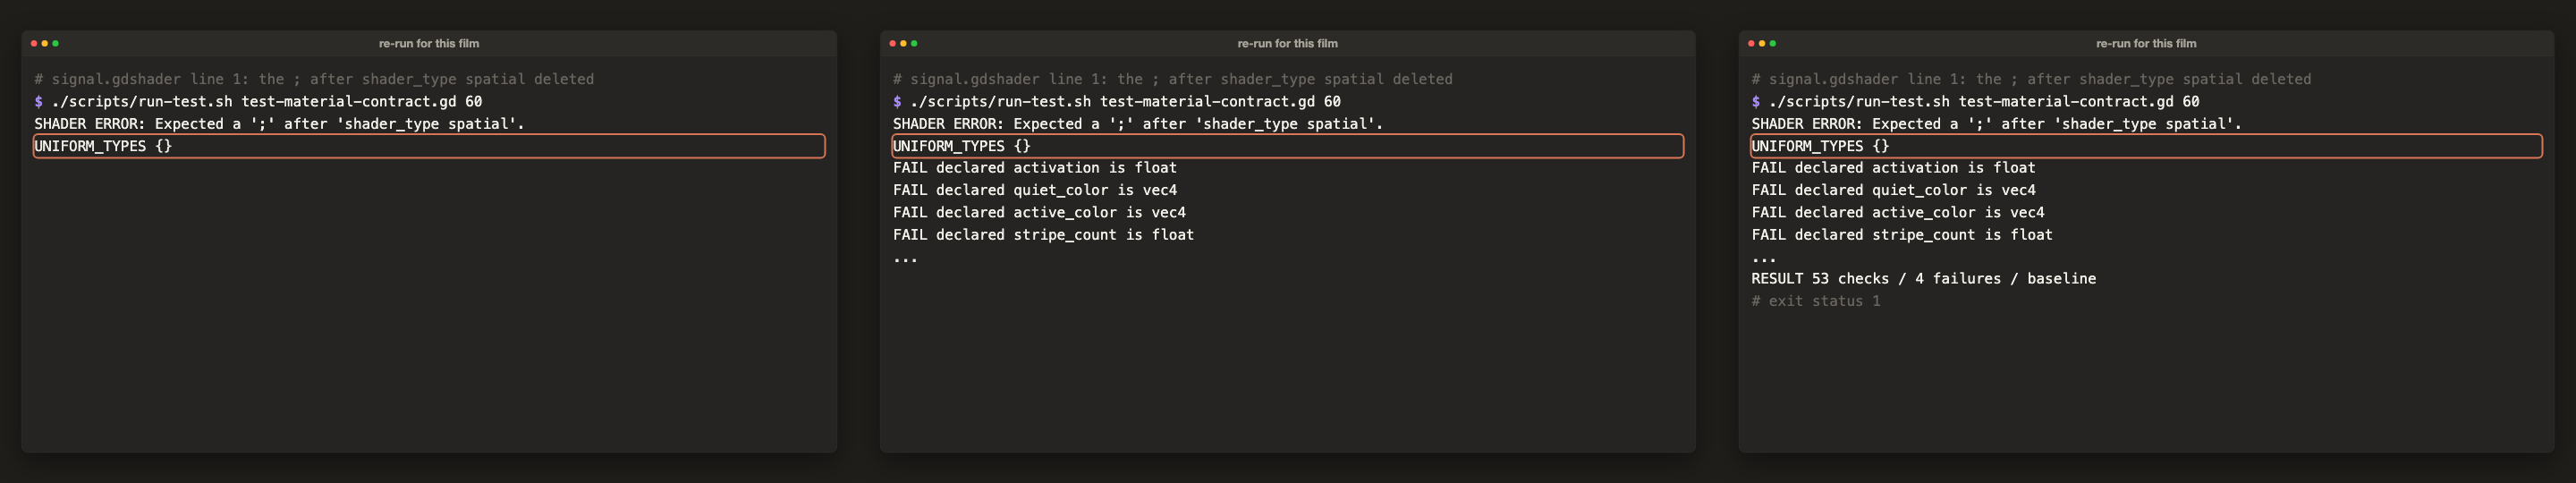 re-run for this film
# signal.gdshader line 1: the ; after shader_type spatial deleted
$ ./scripts/run-test.sh test-material-contract.gd 60
SHADER ERROR: Expected a ';' after 'shader_type spatial'.
UNIFORM_TYPES {}
re-run for this film
# signal.gdshader line 1: the ; after shader_type spatial deleted
$ ./scripts/run-test.sh test-material-contract.gd 60
SHADER ERROR: Expected a ';' after 'shader_type spatial'.
UNIFORM_TYPES {}
FAIL declared activation is float
FAIL declared quiet_color is vec4
FAIL declared active_color is vec4
FAIL declared stripe_count is float
...
re-run for this film
# signal.gdshader line 1: the ; after shader_type spatial deleted
$ ./scripts/run-test.sh test-material-contract.gd 60
SHADER ERROR: Expected a ';' after 'shader_type spatial'.
UNIFORM_TYPES {}
FAIL declared activation is float
FAIL declared quiet_color is vec4
FAIL declared active_color is vec4
FAIL declared stripe_count is float
...
RESULT 53 checks / 4 failures / baseline
# exit status 1